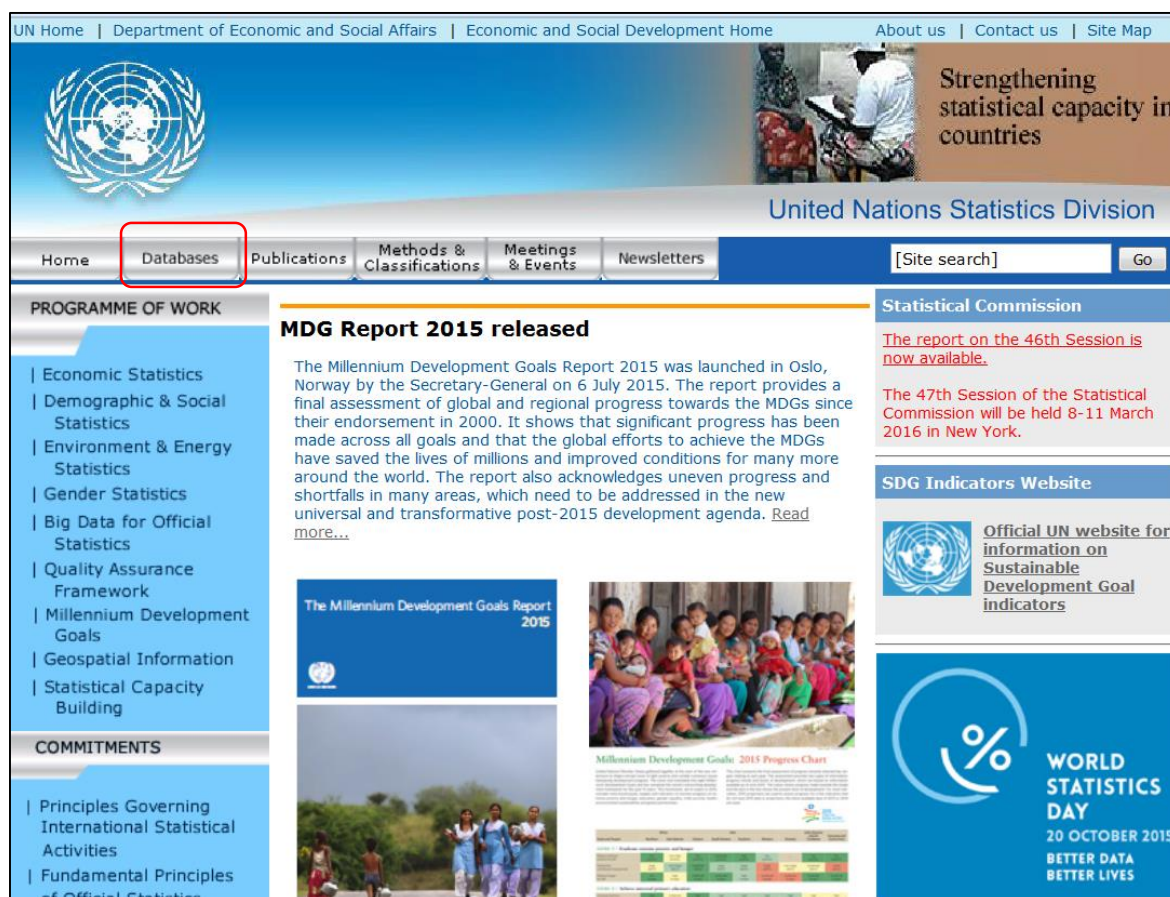 UN Home | Department of Economic and Social Affairs | Economic and Social Development Home
About us | Contact us | Site Map
Strengthening
statistical capacity in
countries
United Nations Statistics Division
Home
Databases
Publications
Methods &
Classifications
Meetings
& Events
Newsletters
[Site search]
Go
PROGRAMME OF WORK
| Economic Statistics
| Demographic & Social
Statistics
| Environment & Energy
Statistics
| Gender Statistics
| Big Data for Official
Statistics
| Quality Assurance
Framework
| Millennium Development
Goals
| Geospatial Information
| Statistical Capacity
Building
COMMITMENTS
| Principles Governing
International Statistical
Activities
| Fundamental Principles
of Official Statistics
MDG Report 2015 released
The Millennium Development Goals Report 2015 was launched in Oslo,
Norway by the Secretary-General on 6 July 2015. The report provides a
final assessment of global and regional progress towards the MDGs since
their endorsement in 2000. It shows that significant progress has been
made across all goals and that the global efforts to achieve the MDGs
have saved the lives of millions and improved conditions for many more
around the world. The report also acknowledges uneven progress and
shortfalls in many areas, which need to be addressed in the new
universal and transformative post-2015 development agenda. Read
more...
The Millennium Development Goals Report
2015
Millennium Development Goals: 2015 Progress Chart
Statistical Commission
The report on the 46th Session is
now available.
The 47th Session of the Statistical
Commission will be held 8-11 March
2016 in New York.
SDG Indicators Website
Official UN website for
information on
Sustainable
Development Goal
indicators
%
WORLD
STATISTICS
DAY
20 OCTOBER 2015
BETTER DATA
BETTER LIVES